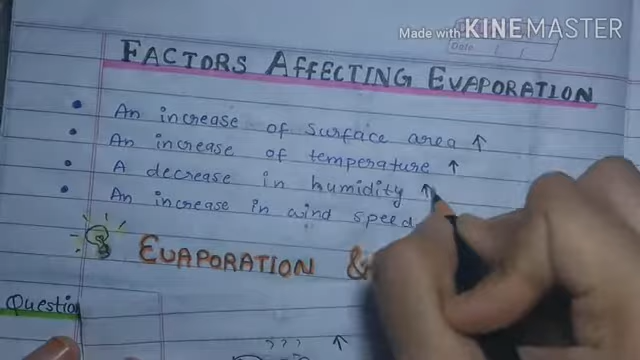 Made with KINEMASTER
Date
FACTORS AFFECTING EVAPORATION
• An increase of surface area ↑
• An increase of temperature ↑
• A decrease in humidity ↑
• An increase in wind speed
EVAPORATION &
Question
? ? ? ↑